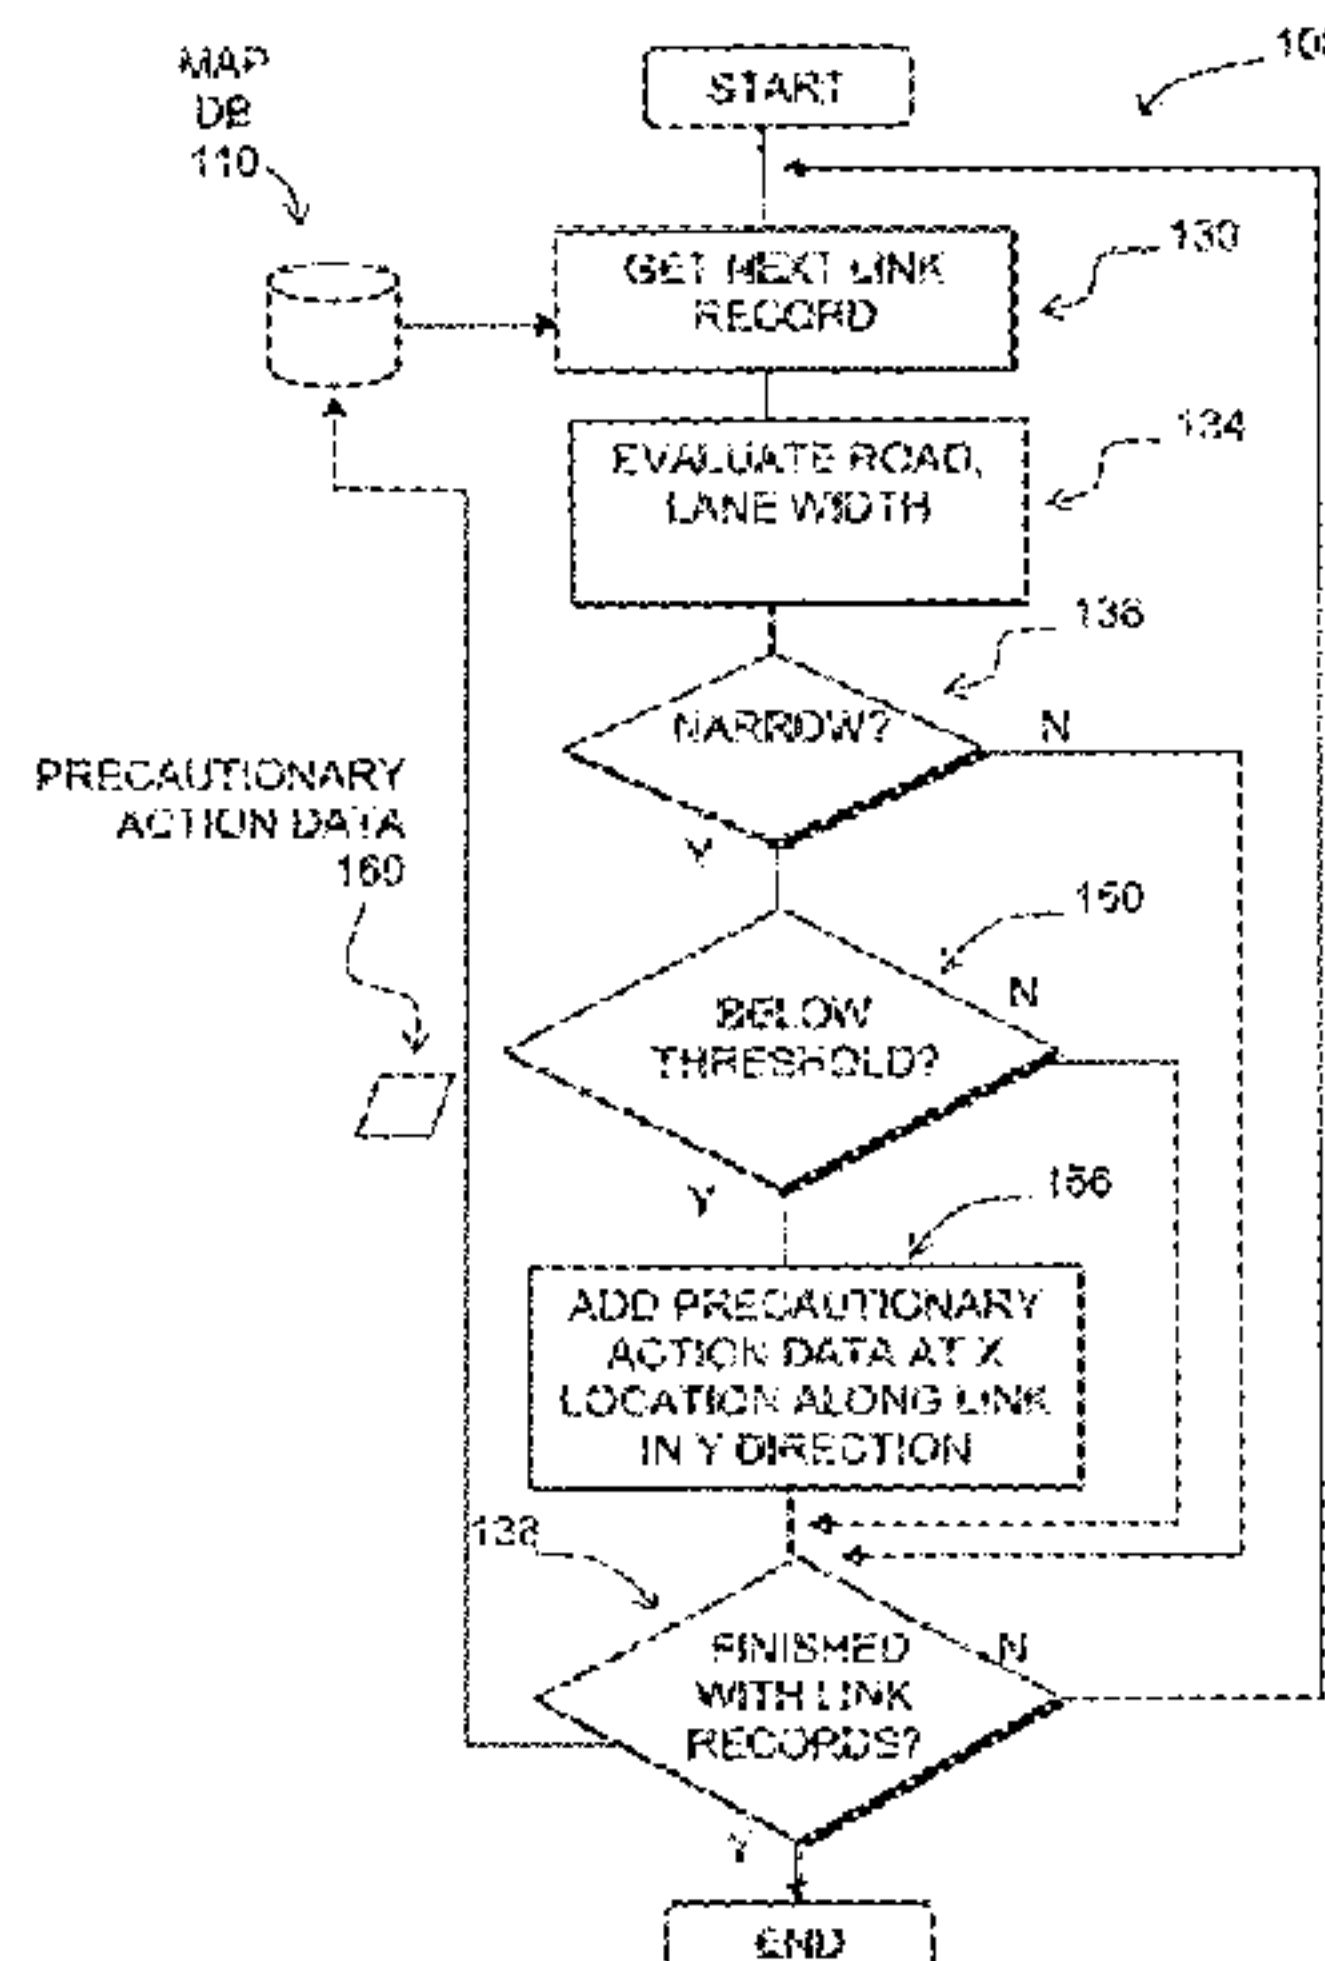 MAP
DB
110
START
GET NEXT LINK
RECORD
130
EVALUATE ROAD,
LANE WIDTH
134
136
NARROW?
N
Y
PRECAUTIONARY
ACTION DATA
160
150
BELOW
THRESHOLD?
N
Y
156
ADD PRECAUTIONARY
ACTION DATA AT X
LOCATION ALONG LINK
IN Y DIRECTION
138
FINISHED
WITH LINK
RECORDS?
N
Y
END